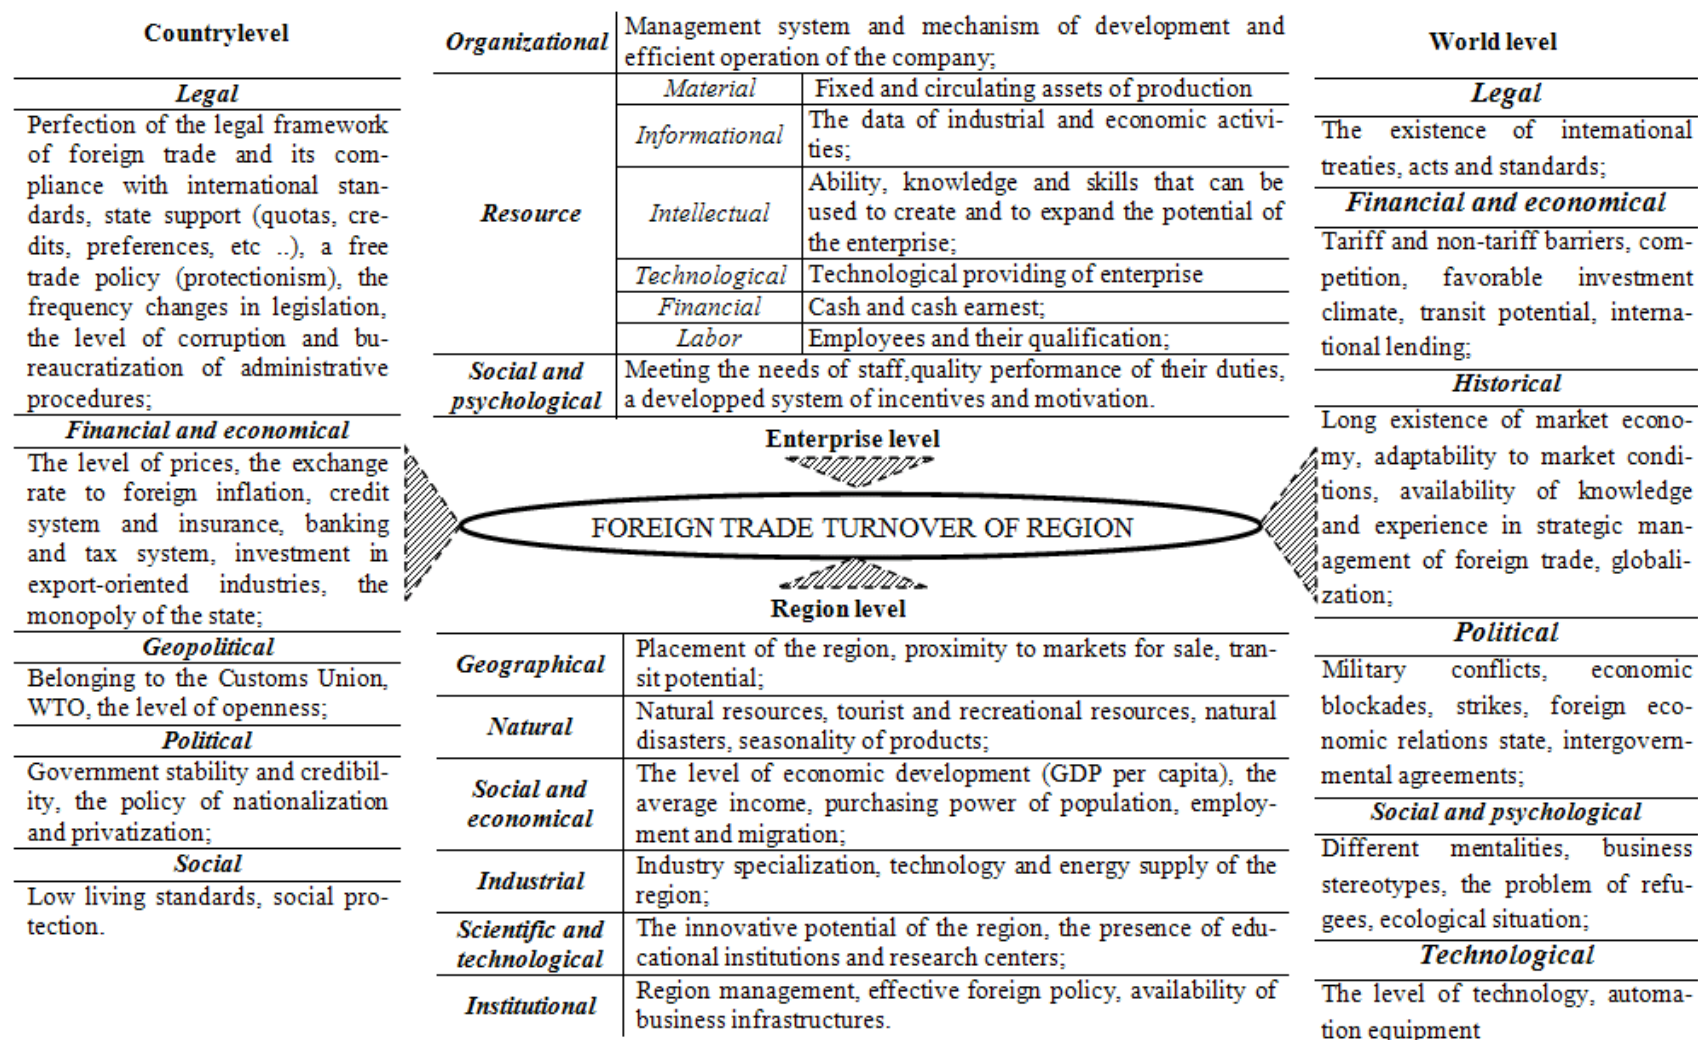 Countrylevel
Legal
Perfection of the legal framework
of foreign trade and its com-
pliance with international stan-
dards, state support (quotas, cre-
dits, preferences, etc ..), a free
trade policy (protectionism), the
frequency changes in legislation,
the level of corruption and bu-
reaucratization of administrative
procedures;
Financial and economical
The level of prices, the exchange
rate to foreign inflation, credit
system and insurance, banking
and tax system, investment in
export-oriented industries, the
monopoly of the state;
Geopolitical
Belonging to the Customs Union,
WTO, the level of openness;
Political
Government stability and credibil-
ity, the policy of nationalization
and privatization;
Social
Low living standards, social pro-
tection.
Organizational
Management system and mechanism of development and
efficient operation of the company;
Resource
Material
Fixed and circulating assets of production
Informational
The data of industrial and economic activi-
ties;
Intellectual
Ability, knowledge and skills that can be
used to create and to expand the potential of
the enterprise;
Technological
Technological providing of enterprise
Financial
Cash and cash earnest;
Labor
Employees and their qualification;
Social and
psychological
Meeting the needs of staff,quality performance of their duties,
a developped system of incentives and motivation.
Enterprise level
FOREIGN TRADE TURNOVER OF REGION
Region level
Geographical
Placement of the region, proximity to markets for sale, tran-
sit potential;
Natural
Natural resources, tourist and recreational resources, natural
disasters, seasonality of products;
Social and
economical
The level of economic development (GDP per capita), the
average income, purchasing power of population, employ-
ment and migration;
Industrial
Industry specialization, technology and energy supply of the
region;
Scientific and
technological
The innovative potential of the region, the presence of edu-
cational institutions and research centers;
Institutional
Region management, effective foreign policy, availability of
business infrastructures.
World level
Legal
The existence of international
treaties, acts and standards;
Financial and economical
Tariff and non-tariff barriers, com-
petition, favorable investment
climate, transit potential, interna-
tional lending;
Historical
Long existence of market econo-
my, adaptability to market condi-
tions, availability of knowledge
and experience in strategic man-
agement of foreign trade, globali-
zation;
Political
Military conflicts, economic
blockades, strikes, foreign eco-
nomic relations state, intergovern-
mental agreements;
Social and psychological
Different mentalities, business
stereotypes, the problem of refu-
gees, ecological situation;
Technological
The level of technology, automa-
tion equipment